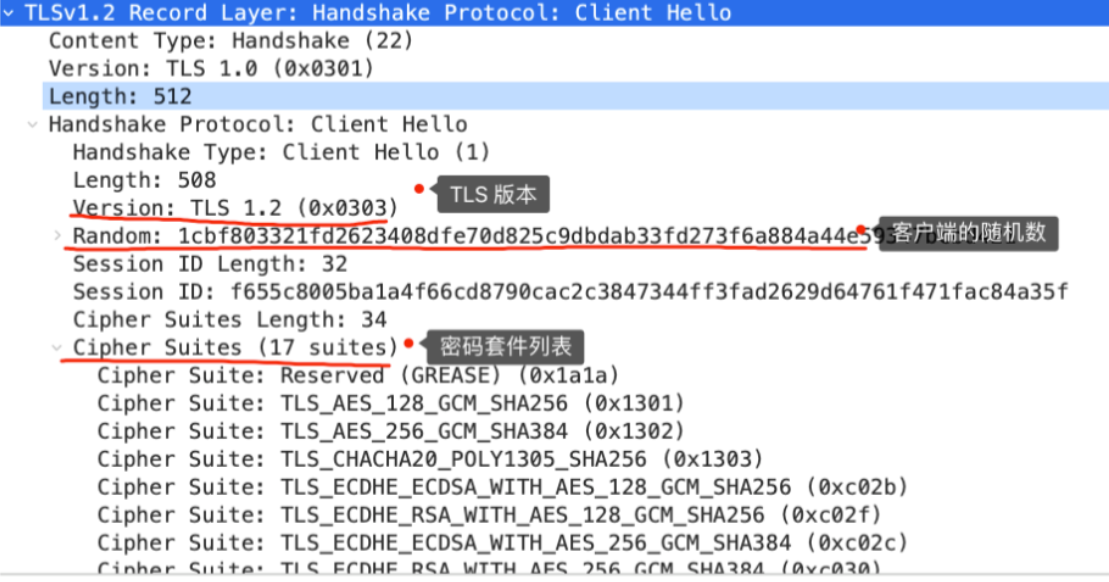 TLSv1.2 Record Layer: Handshake Protocol: Client Hello
Content Type: Handshake (22)
Version: TLS 1.0 (0x0301)
Length: 512
Handshake Protocol: Client Hello
Handshake Type: Client Hello (1)
Length: 508
TLS 版本
Version: TLS 1.2 (0x0303)
Random: 1cbf803321fd2623408dfe70d825c9dbdab33fd273f6a884a44e5
客户端的随机数
Session ID Length: 32
Session ID: f655c8005ba1a4f66cd8790cac2c3847344ff3fad2629d64761f471fac84a35f
Cipher Suites Length: 34
Cipher Suites (17 suites)
密码套件列表
Cipher Suite: Reserved (GREASE) (0x1a1a)
Cipher Suite: TLS_AES_128_GCM_SHA256 (0x1301)
Cipher Suite: TLS_AES_256_GCM_SHA384 (0x1302)
Cipher Suite: TLS_CHACHA20_POLY1305_SHA256 (0x1303)
Cipher Suite: TLS_ECDHE_ECDSA_WITH_AES_128_GCM_SHA256 (0xc02b)
Cipher Suite: TLS_ECDHE_RSA_WITH_AES_128_GCM_SHA256 (0xc02f)
Cipher Suite: TLS_ECDHE_ECDSA_WITH_AES_256_GCM_SHA384 (0xc02c)
Cipher Suite: TLS_ECDHE_RSA_WITH_AES_256_GCM_SHA384 (0xc030)